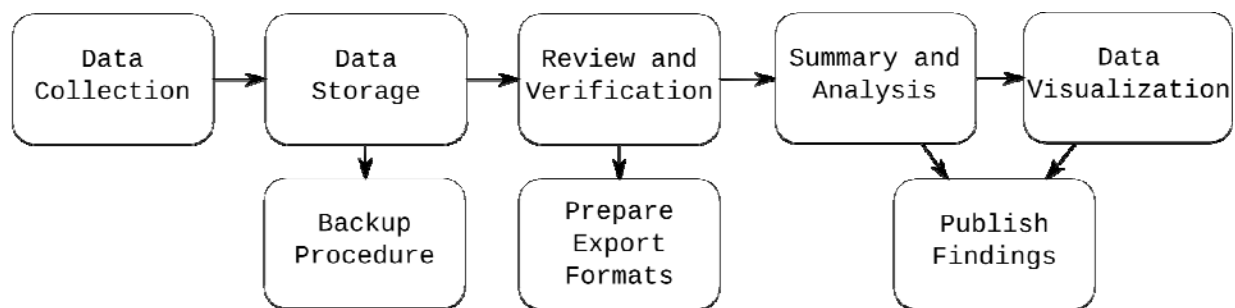 Data
Collection
Data
Storage
Review and
Verification
Summary and
Analysis
Data
Visualization
Backup
Procedure
Prepare
Export
Formats
Publish
Findings